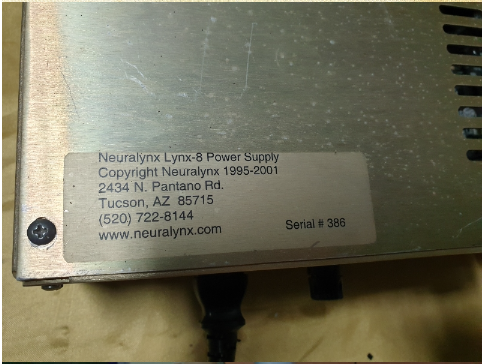 Neuralynx Lynx-8 Power Supply
Copyright Neuralynx 1995-2001
2434 N. Pantano Rd.
Tucson, AZ 85715
(520) 722-8144
www.neuralynx.com
Serial # 386